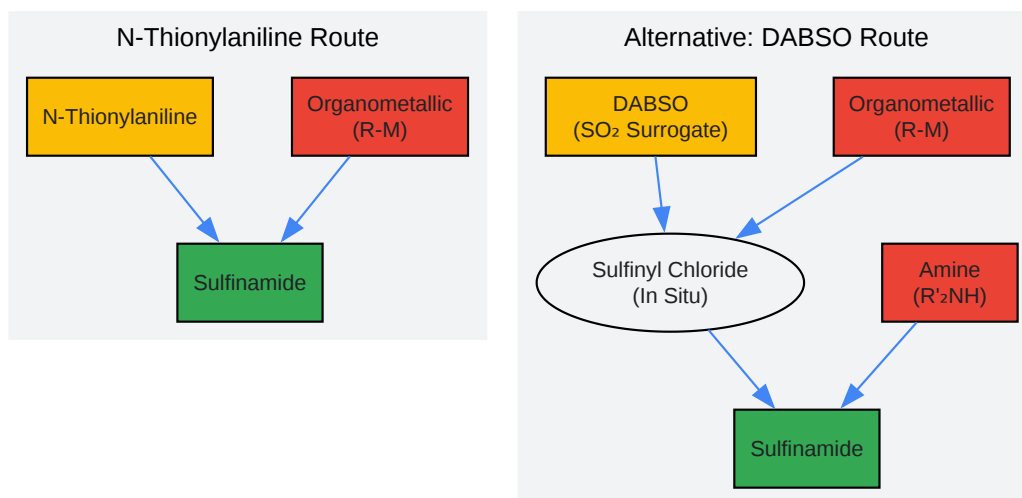 N-Thionylaniline Route
N-Thionylaniline
Organometallic
(R-M)
Sulfinamide
Alternative: DABSO Route
DABSO
(SO₂ Surrogate)
Organometallic
(R-M)
Sulfinyl Chloride
(In Situ)
Amine
(R'₂NH)
Sulfinamide